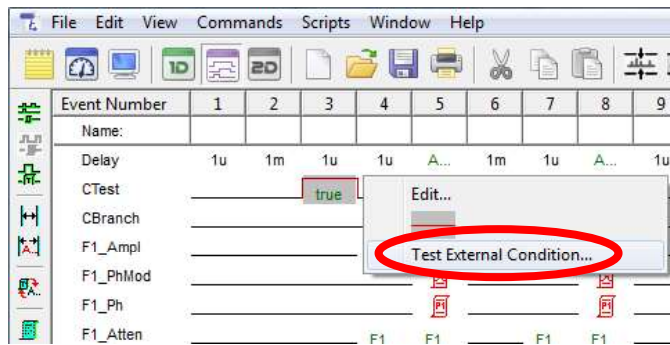 File Edit View Commands Scripts Window Help
1D 2D
Event Number 1 2 3 4 5 6 7 8 9
Name:
Delay 1u 1m 1u 1u A... 1m 1u A... 1u
CTest true
Edit...
CBranch
F1_Ampl
Test External Condition...
F1_PhMod
F1_Ph P1 P1
F1_Atten F1 F1 F1 F1